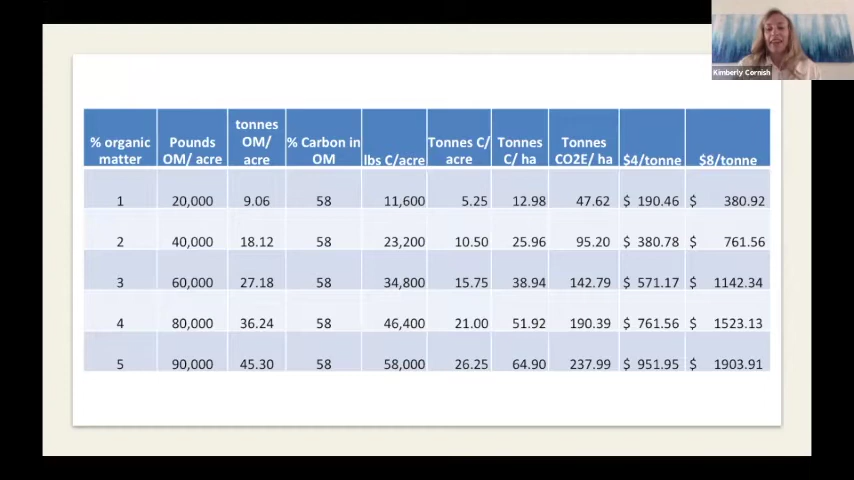 Kimberly Cornish
% organic matter Pounds OM/ acre tonnes OM/ acre % Carbon in OM lbs C/acre Tonnes C/ acre Tonnes C/ ha Tonnes CO2E/ ha $4/tonne $8/tonne
1 20,000 9.06 58 11,600 5.25 12.98 47.62 $ 190.46 $ 380.92
2 40,000 18.12 58 23,200 10.50 25.96 95.20 $ 380.78 $ 761.56
3 60,000 27.18 58 34,800 15.75 38.94 142.79 $ 571.17 $ 1142.34
4 80,000 36.24 58 46,400 21.00 51.92 190.39 $ 761.56 $ 1523.13
5 90,000 45.30 58 58,000 26.25 64.90 237.99 $ 951.95 $ 1903.91